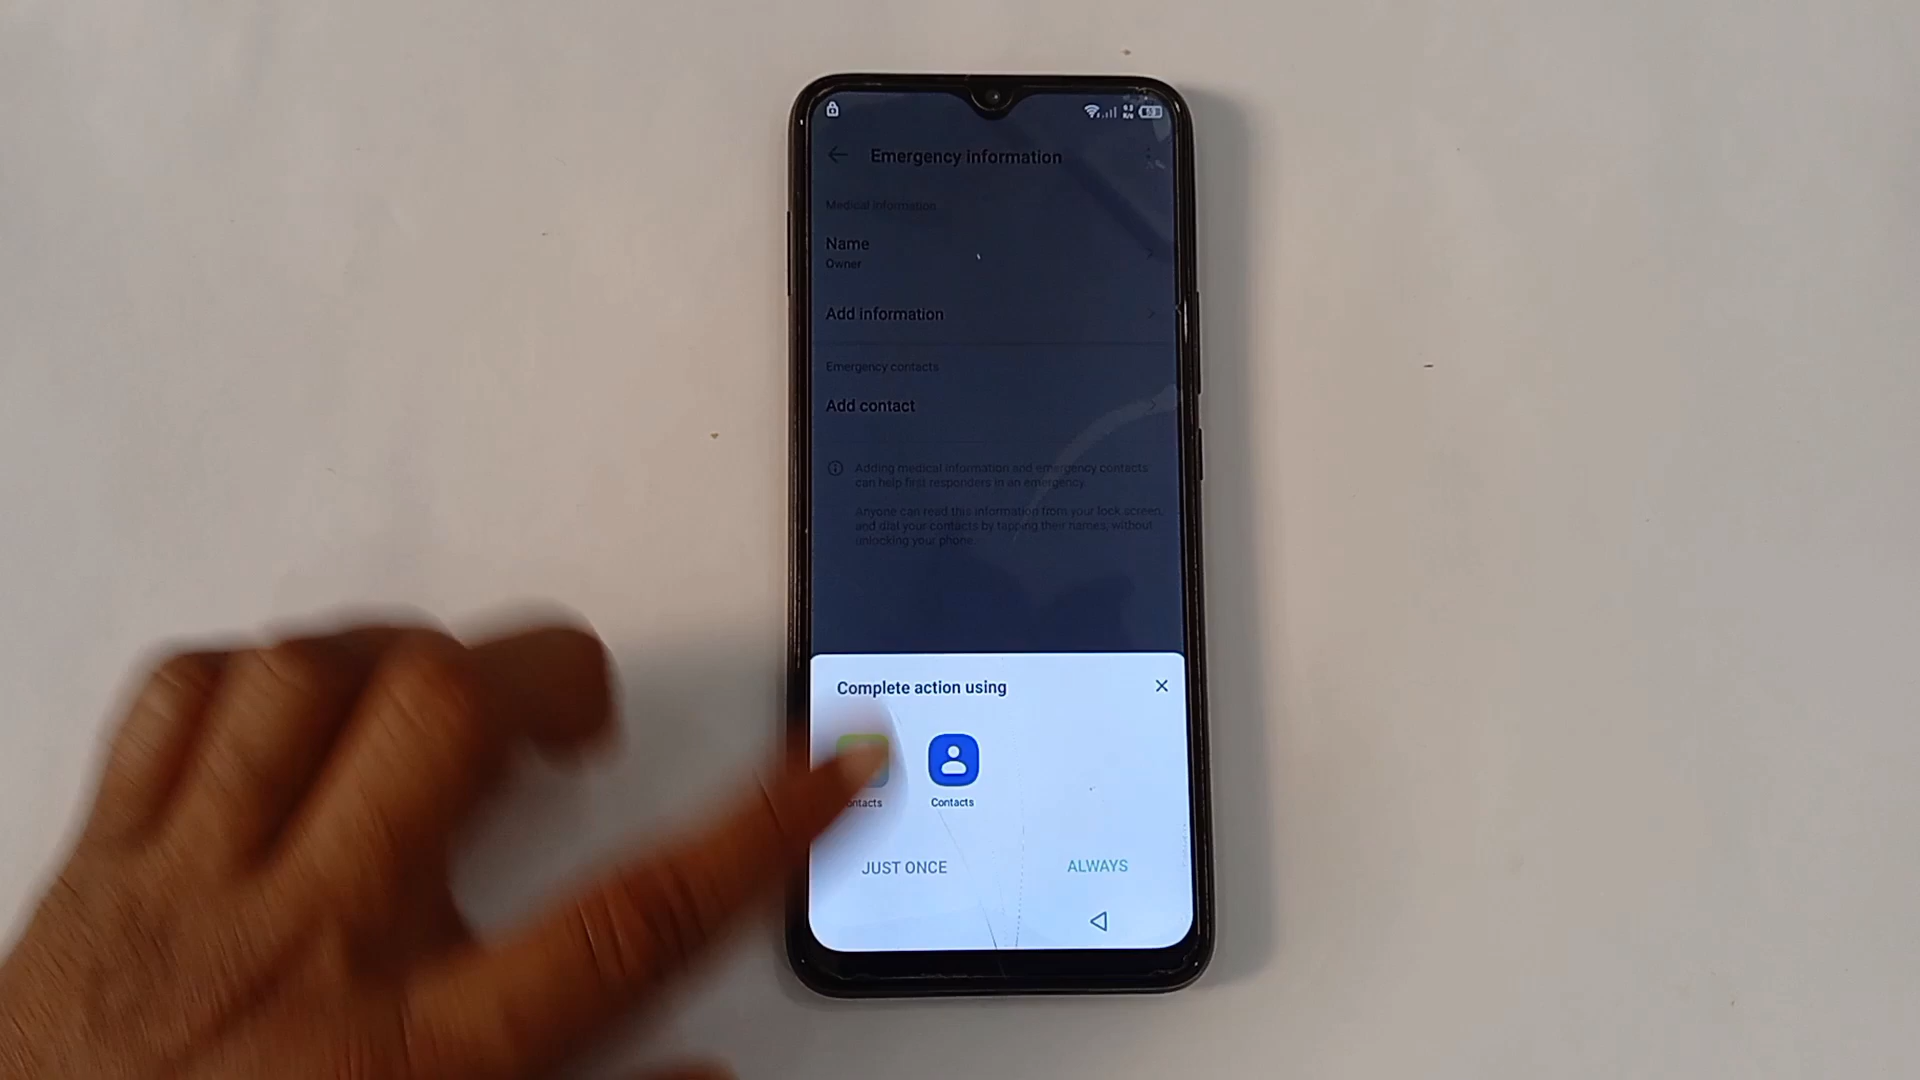 Emergency information
Medical information
Name
Owner
Add information
Emergency contacts
Add contact
Adding medical information and emergency contacts
can help first responders in an emergency.
Anyone can read this information from your lock screen,
and dial your contacts by tapping their names, without
unlocking your phone.
Complete action using
Contacts
JUST ONCE
ALWAYS